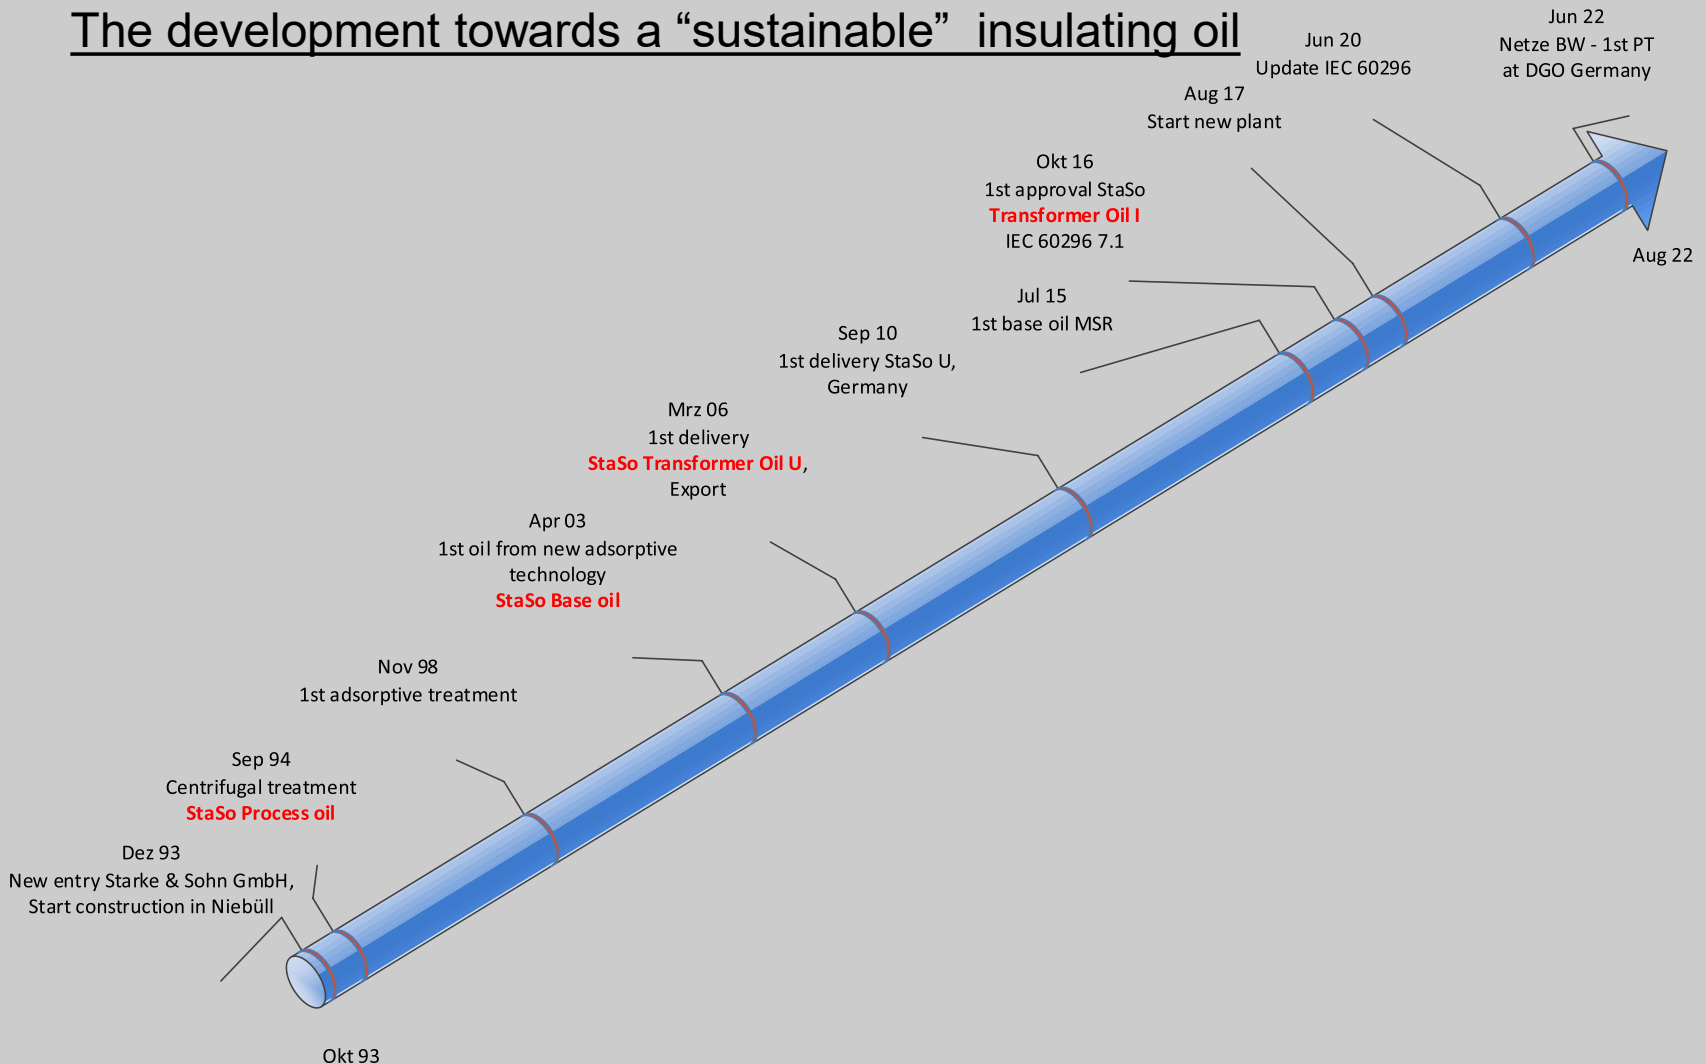 The development towards a “sustainable” insulating oil
Jun 22
Netze BW - 1st PT
at DGO Germany
Jun 20
Update IEC 60296
Aug 17
Start new plant
Okt 16
1st approval StaSo
Transformer Oil I
IEC 60296 7.1
Aug 22
Jul 15
1st base oil MSR
Sep 10
1st delivery StaSo U,
Germany
Mrz 06
1st delivery
StaSo Transformer Oil U,
Export
Apr 03
1st oil from new adsorptive
technology
StaSo Base oil
Nov 98
1st adsorptive treatment
Sep 94
Centrifugal treatment
StaSo Process oil
Dez 93
New entry Starke & Sohn GmbH,
Start construction in Niebüll
Okt 93